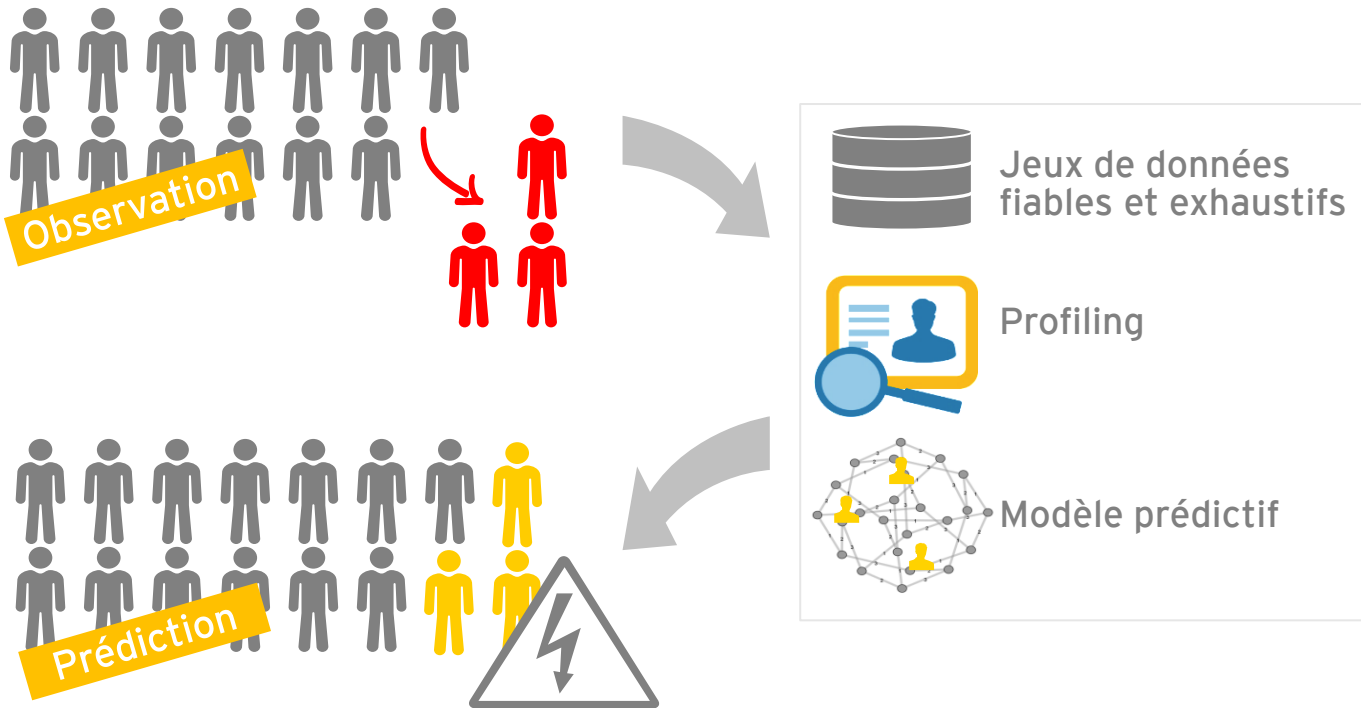 Observation
Jeux de données
fiables et exhaustifs
Profiling
Modèle prédictif
Prédiction